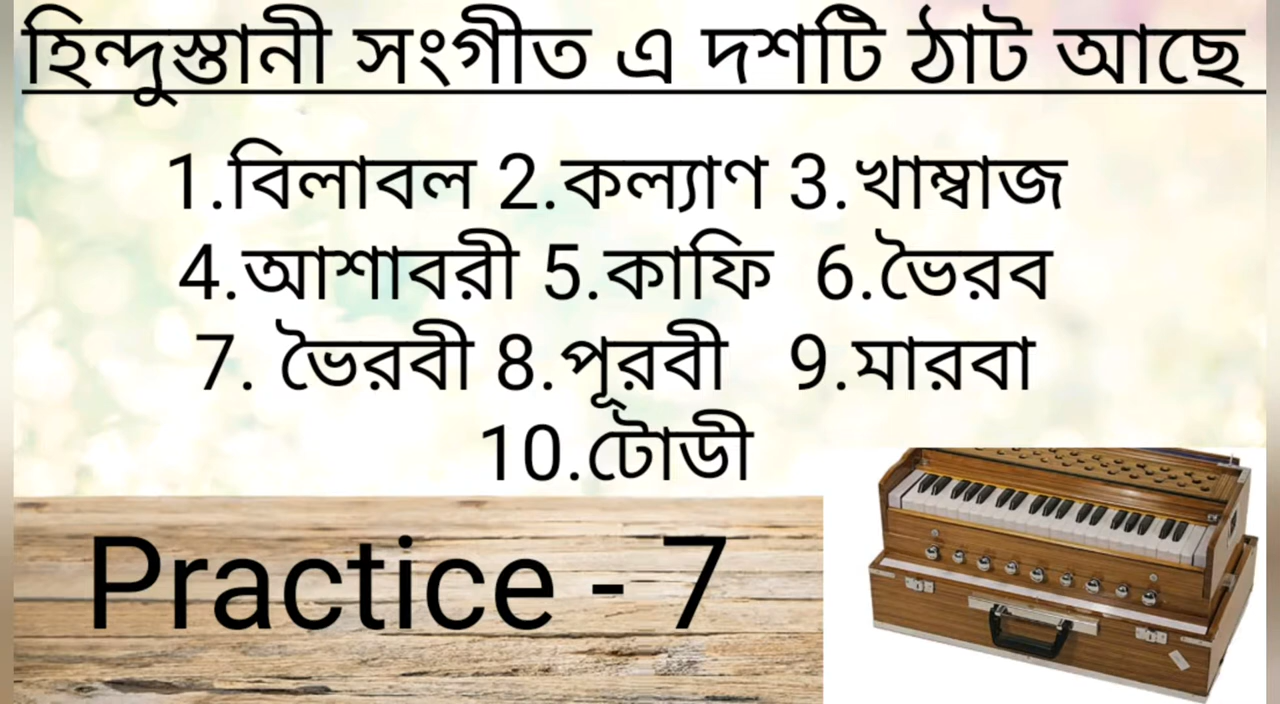 হিন্দুস্তানী সংগীত এ দশটি ঠাট আছে
1.বিলাবল 2.কল্যাণ 3.খাম্বাজ
4.আশাবরী 5.কাফি 6.ভৈরব
7. ভৈরবী 8.পূরবী 9.মারবা
10.টোডী
Practice - 7